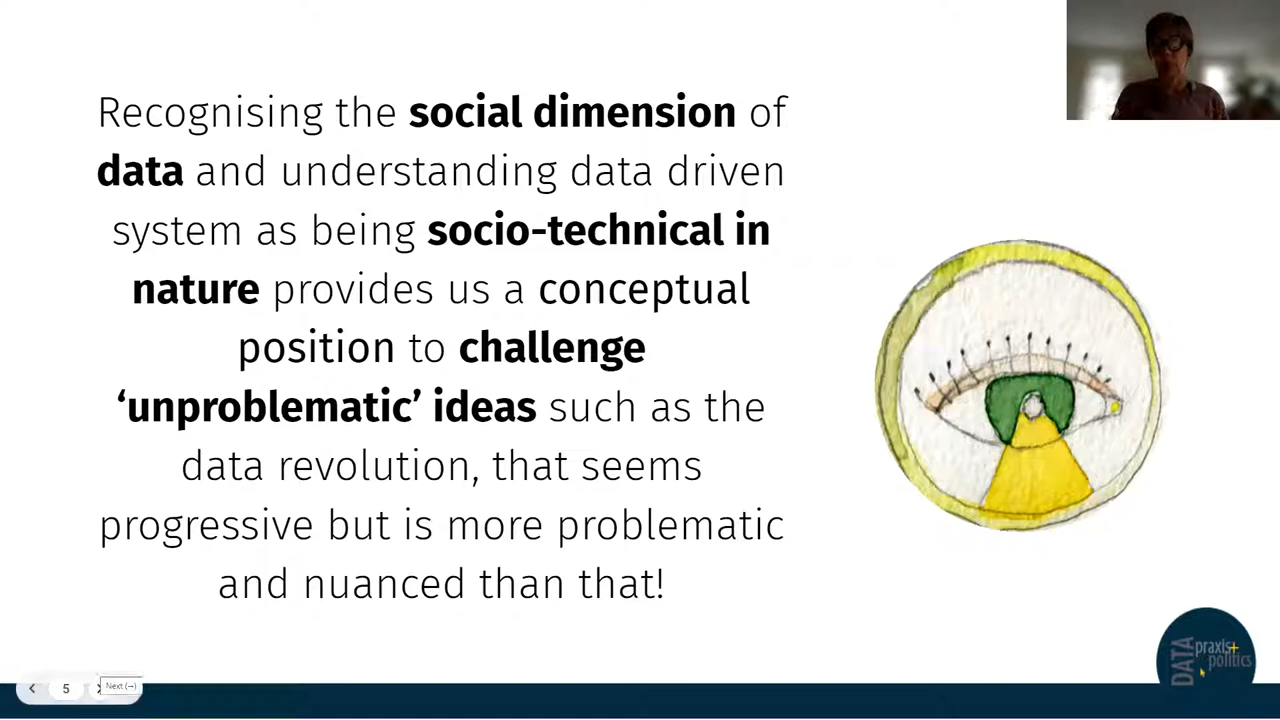 Recognising the social dimension of
data and understanding data driven
system as being socio-technical in
nature provides us a conceptual
position to challenge
‘unproblematic’ ideas such as the
data revolution, that seems
progressive but is more problematic
and nuanced than that!
DATA
praxis+
politics
5
Next (→)